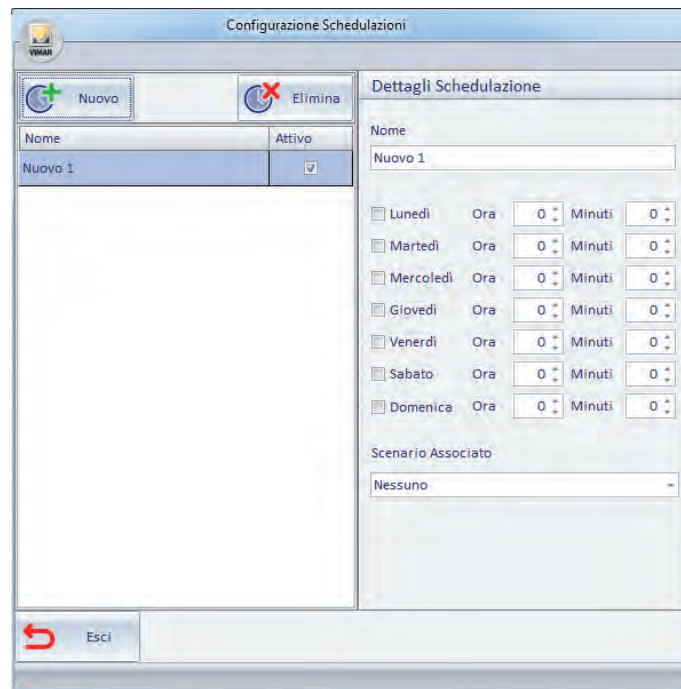 Configurazione Schedulazioni
VIMAR
Nuovo
Elimina
Nome Attivo
Nuovo 1
Dettagli Schedulazione
Nome
Nuovo 1
Lunedì Ora 0 Minuti 0
Martedì Ora 0 Minuti 0
Mercoledì Ora 0 Minuti 0
Giovedì Ora 0 Minuti 0
Venerdì Ora 0 Minuti 0
Sabato Ora 0 Minuti 0
Domenica Ora 0 Minuti 0
Scenario Associato
Nessuno
Esci